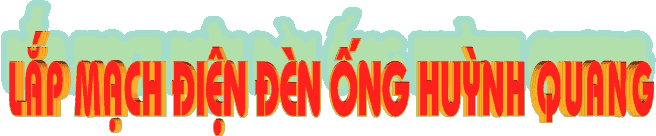 LẮP MẠCH ĐIỆN ĐÈN ỐNG HUỲNH QUANG